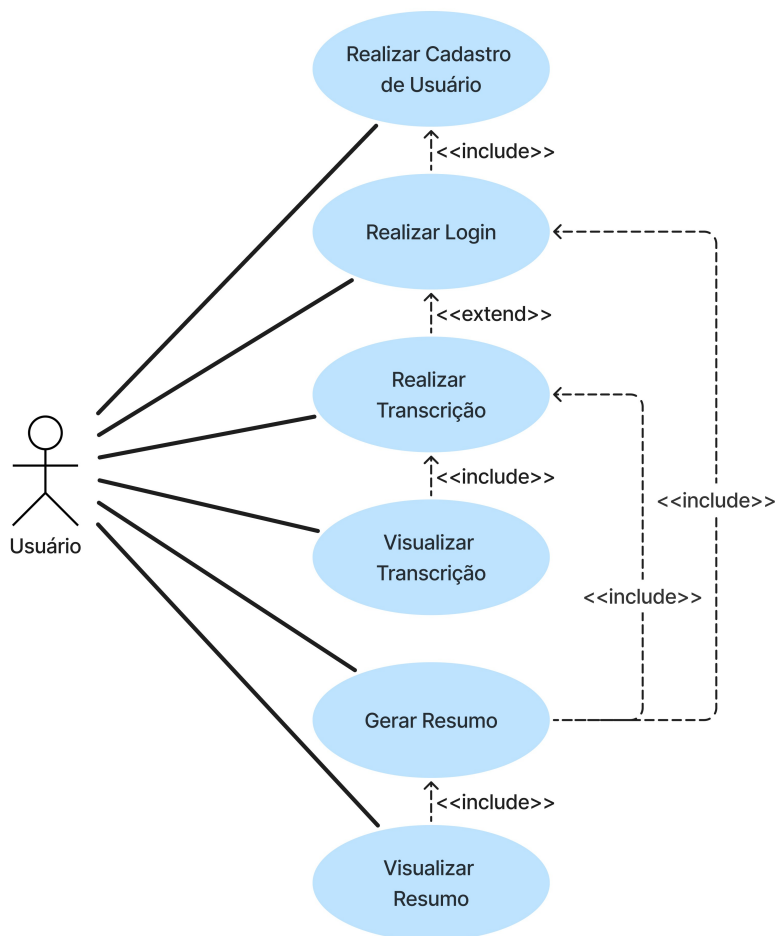 Realizar Cadastro
de Usuário
<<include>>
Realizar Login
<<extend>>
Realizar
Transcrição
<<include>>
<<include>>
Visualizar
Transcrição
Usuário
<<include>>
Gerar Resumo
<<include>>
Visualizar
Resumo